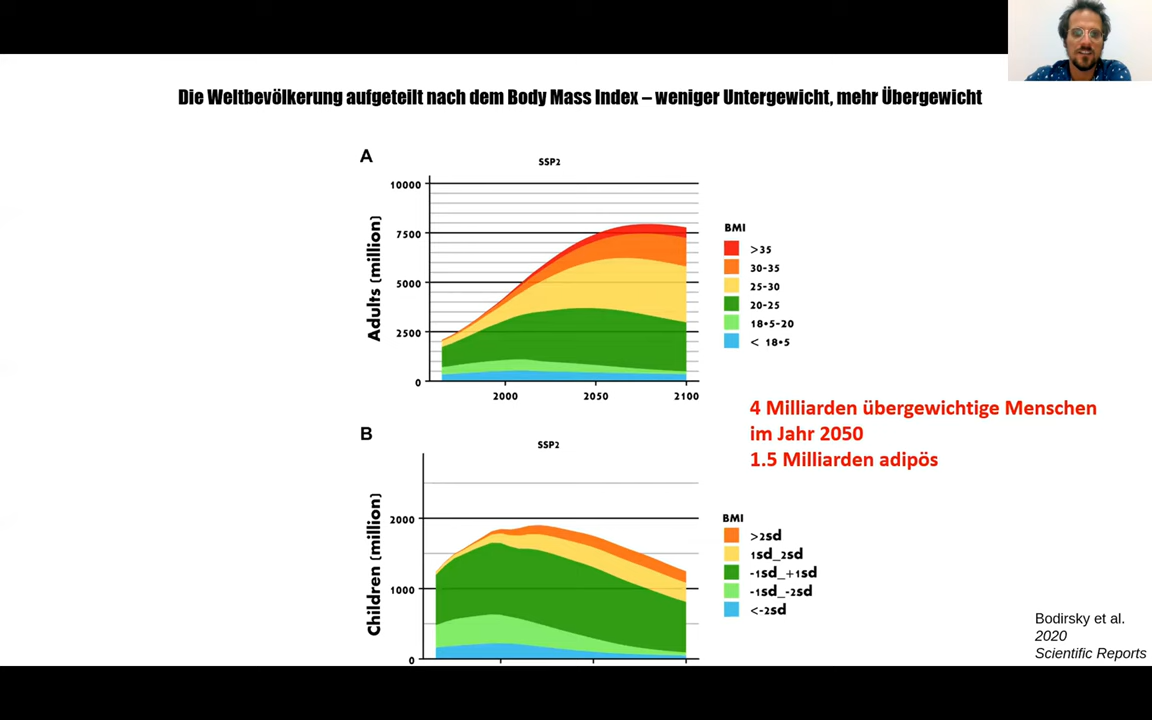 Die Weltbevölkerung aufgeteilt nach dem Body Mass Index – weniger Untergewicht, mehr Übergewicht
A
SSP2
10000
7500
5000
2500
0
Adults (million)
2000
2050
2100
BMI
>35
30-35
25-30
20-25
18•5-20
< 18•5
4 Milliarden übergewichtige Menschen
im Jahr 2050
1.5 Milliarden adipös
B
SSP2
2000
1000
0
Children (million)
BMI
>2sd
1sd_2sd
-1sd_+1sd
-1sd_-2sd
<-2sd
Bodirsky et al.
2020
Scientific Reports